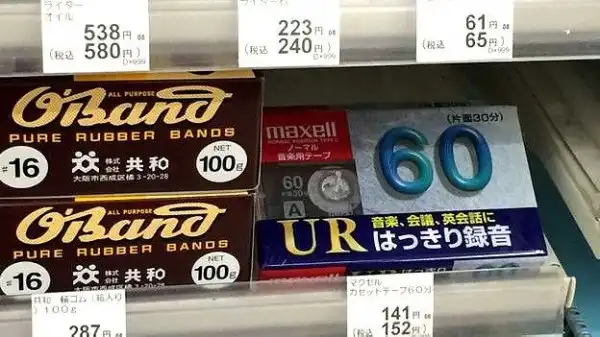 ライター
オイル
538円
(税込 580円)
223円
(税込 240円)
61円
(税込 65円)
ALL PURPOSE
O'Band
PURE RUBBER BANDS
#16
株式会社 共和
大阪市西成区橘3-20-28
NET
100g
ALL PURPOSE
O'Band
PURE RUBBER BANDS
#16
株式会社 共和
NET
100g
maxell
ノーマル
音楽用テープ
60
A
(片面30分)
60
UR
音楽、会議、英会話に
はっきり録音
共和 輪ゴム(箱入り
)100g
287円
マクセル
カセットテープ60分
141円
(税込 152円)